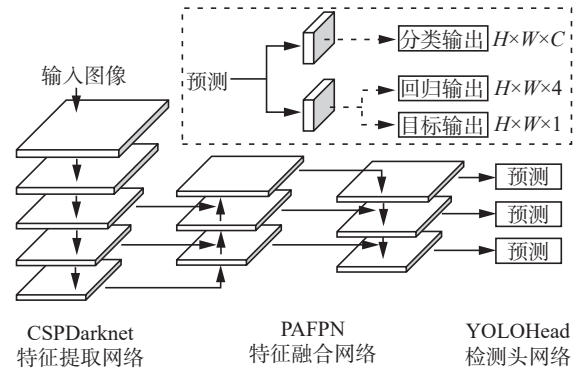 分类输出 H×W×C
输入图像
预测
回归输出 H×W×4
目标输出 H×W×1
预测
预测
预测
CSPDarknet
特征提取网络
PAFPN
特征融合网络
YOLOHead
检测头网络